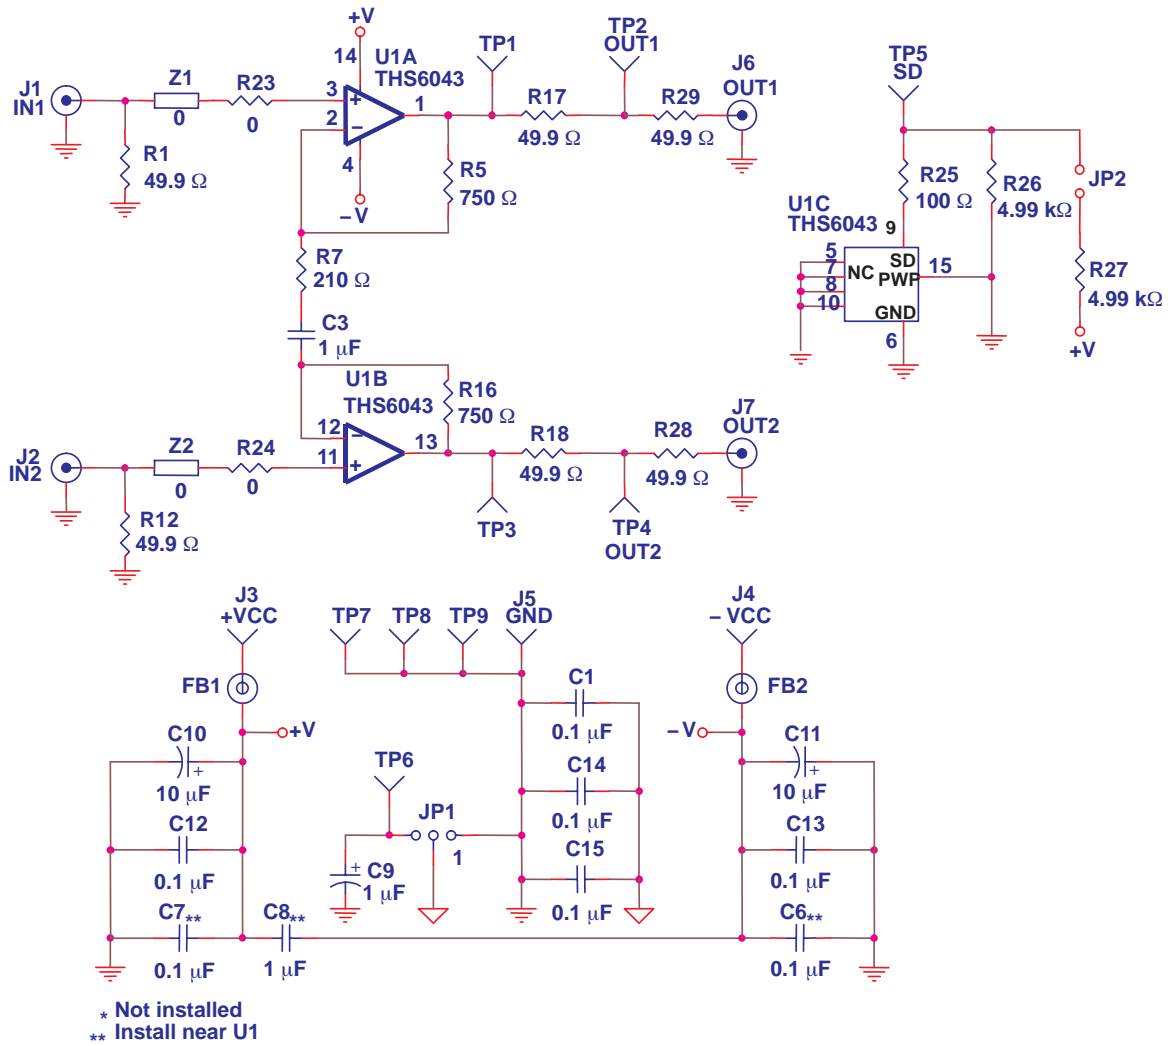 +V
14
U1A
THS6043
TP1
TP2
OUT1
J6
OUT1
TP5
SD
J1
IN1
Z1
0
R23
0
3
2
+
–
1
4
–V
R17
49.9 Ω
R29
49.9 Ω
R1
49.9 Ω
R5
750 Ω
R7
210 Ω
C3
1 μF
R25
100 Ω
R26
4.99 kΩ
JP2
U1C
THS6043
9
5
7
8
10
NC
SD
PWP
GND
15
6
R27
4.99 kΩ
+V
U1B
THS6043
R16
750 Ω
12
11
–
+
13
J2
IN2
Z2
0
R24
0
R18
49.9 Ω
R28
49.9 Ω
J7
OUT2
R12
49.9 Ω
TP3
TP4
OUT2
J3
+VCC
TP7
TP8
TP9
J5
GND
J4
– VCC
FB1
FB2
+V
–V
C10
+
10 μF
C12
0.1 μF
C7**
0.1 μF
C8**
1 μF
TP6
JP1
1
+
C9
1 μF
C1
0.1 μF
C14
0.1 μF
C15
0.1 μF
C11
+
10 μF
C13
0.1 μF
C6**
0.1 μF
* Not installed
** Install near U1